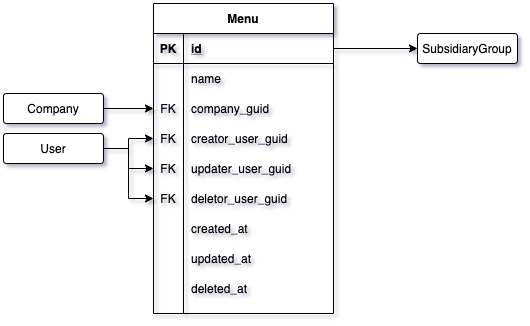 Menu
PK id
SubsidiaryGroup
name
Company
FK company_guid
User
FK creator_user_guid
FK updater_user_guid
FK deletor_user_guid
created_at
updated_at
deleted_at